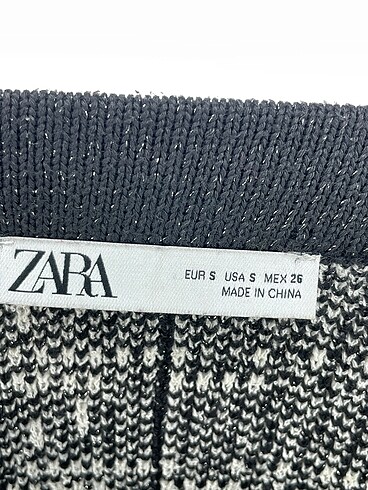 ZARA
EUR S USA S MEX 26
MADE IN CHINA